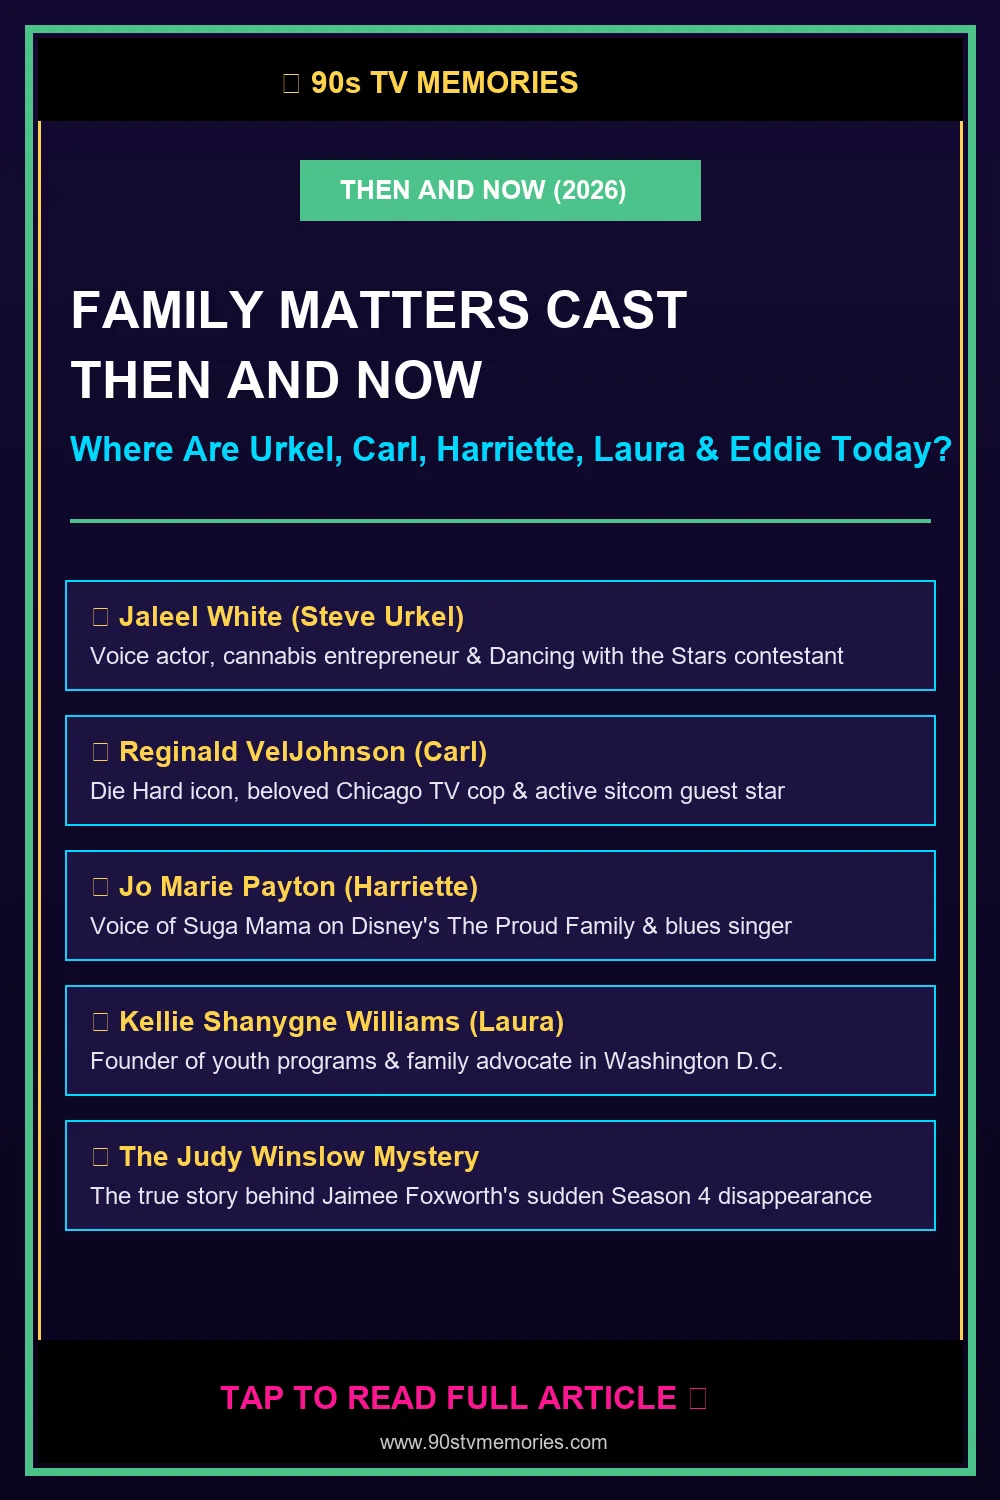 90s TV MEMORIES
THEN AND NOW (2026)
FAMILY MATTERS CAST
THEN AND NOW
Where Are Urkel, Carl, Harriette, Laura & Eddie Today?
Jaleel White (Steve Urkel)
Voice actor, cannabis entrepreneur & Dancing with the Stars contestant
Reginald VelJohnson (Carl)
Die Hard icon, beloved Chicago TV cop & active sitcom guest star
Jo Marie Payton (Harriette)
Voice of Suga Mama on Disney's The Proud Family & blues singer
Kellie Shanygne Williams (Laura)
Founder of youth programs & family advocate in Washington D.C.
The Judy Winslow Mystery
The true story behind Jaimee Foxworth's sudden Season 4 disappearance
TAP TO READ FULL ARTICLE
www.90stvmemories.com